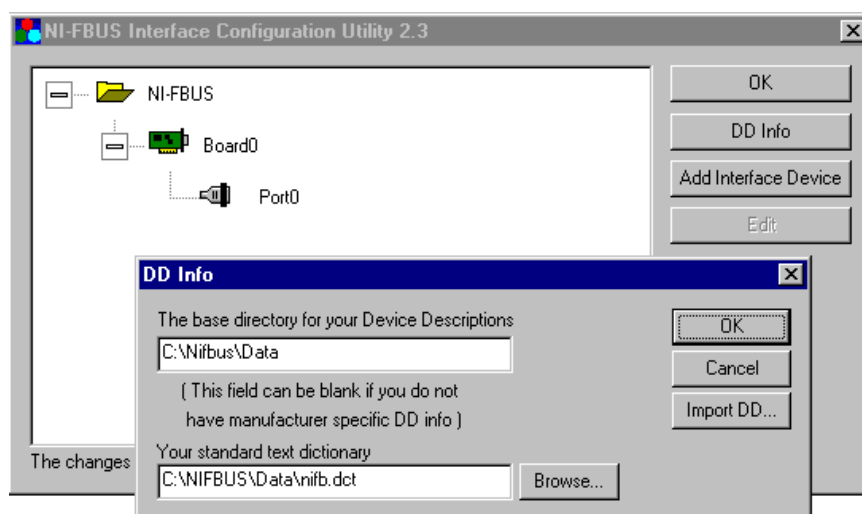 NI-FBUS Interface Configuration Utility 2.3
NI-FBUS
Board0
Port0
OK
DD Info
Add Interface Device
Edit
The changes
DD Info
The base directory for your Device Descriptions
C:\Nifbus\Data
( This field can be blank if you do not
have manufacturer specific DD info )
Your standard text dictionary
C:\NIFBUS\Data\nifb.dct
Browse...
OK
Cancel
Import DD...